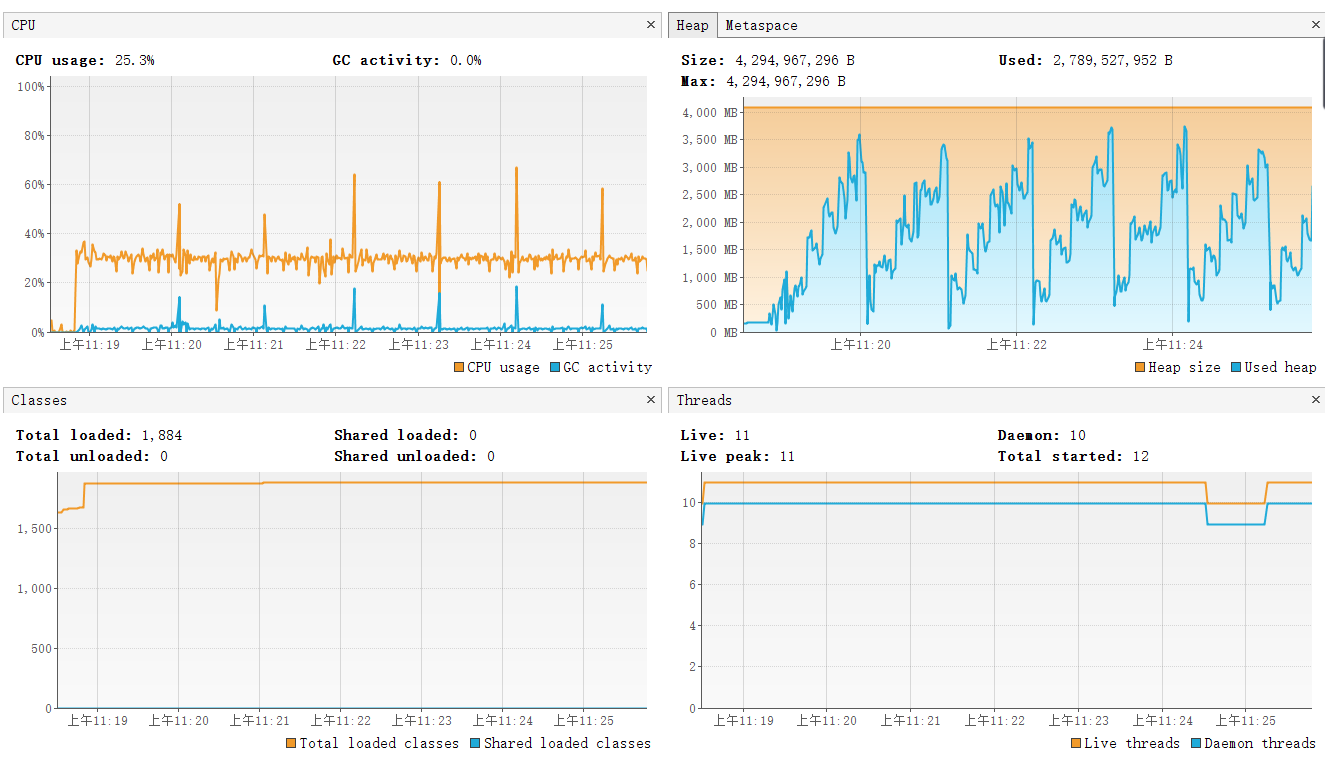 CPU ×
CPU usage: 25.3% GC activity: 0.0%
100%
80%
60%
40%
20%
0%
上午11:19 上午11:20 上午11:21 上午11:22 上午11:23 上午11:24 上午11:25
CPU usage GC activity
Heap Metaspace ×
Size: 4,294,967,296 B Used: 2,789,527,952 B
Max: 4,294,967,296 B
4,000 MB
3,500 MB
3,000 MB
2,500 MB
2,000 MB
1,500 MB
1,000 MB
500 MB
0 MB
上午11:20 上午11:22 上午11:24
Heap size Used heap
Classes ×
Total loaded: 1,884 Shared loaded: 0
Total unloaded: 0 Shared unloaded: 0
1,500
1,000
500
0
上午11:19 上午11:20 上午11:21 上午11:22 上午11:23 上午11:24 上午11:25
Total loaded classes Shared loaded classes
Threads ×
Live: 11 Daemon: 10
Live peak: 11 Total started: 12
10
8
6
4
2
0
上午11:19 上午11:20 上午11:21 上午11:22 上午11:23 上午11:24 上午11:25
Live threads Daemon threads